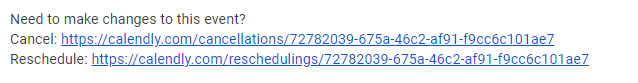 Need to make changes to this event?
Cancel: https://calendly.com/cancellations/72782039-675a-46c2-af91-f9cc6c101ae7
Reschedule: https://calendly.com/reschedulings/72782039-675a-46c2-af91-f9cc6c101ae7